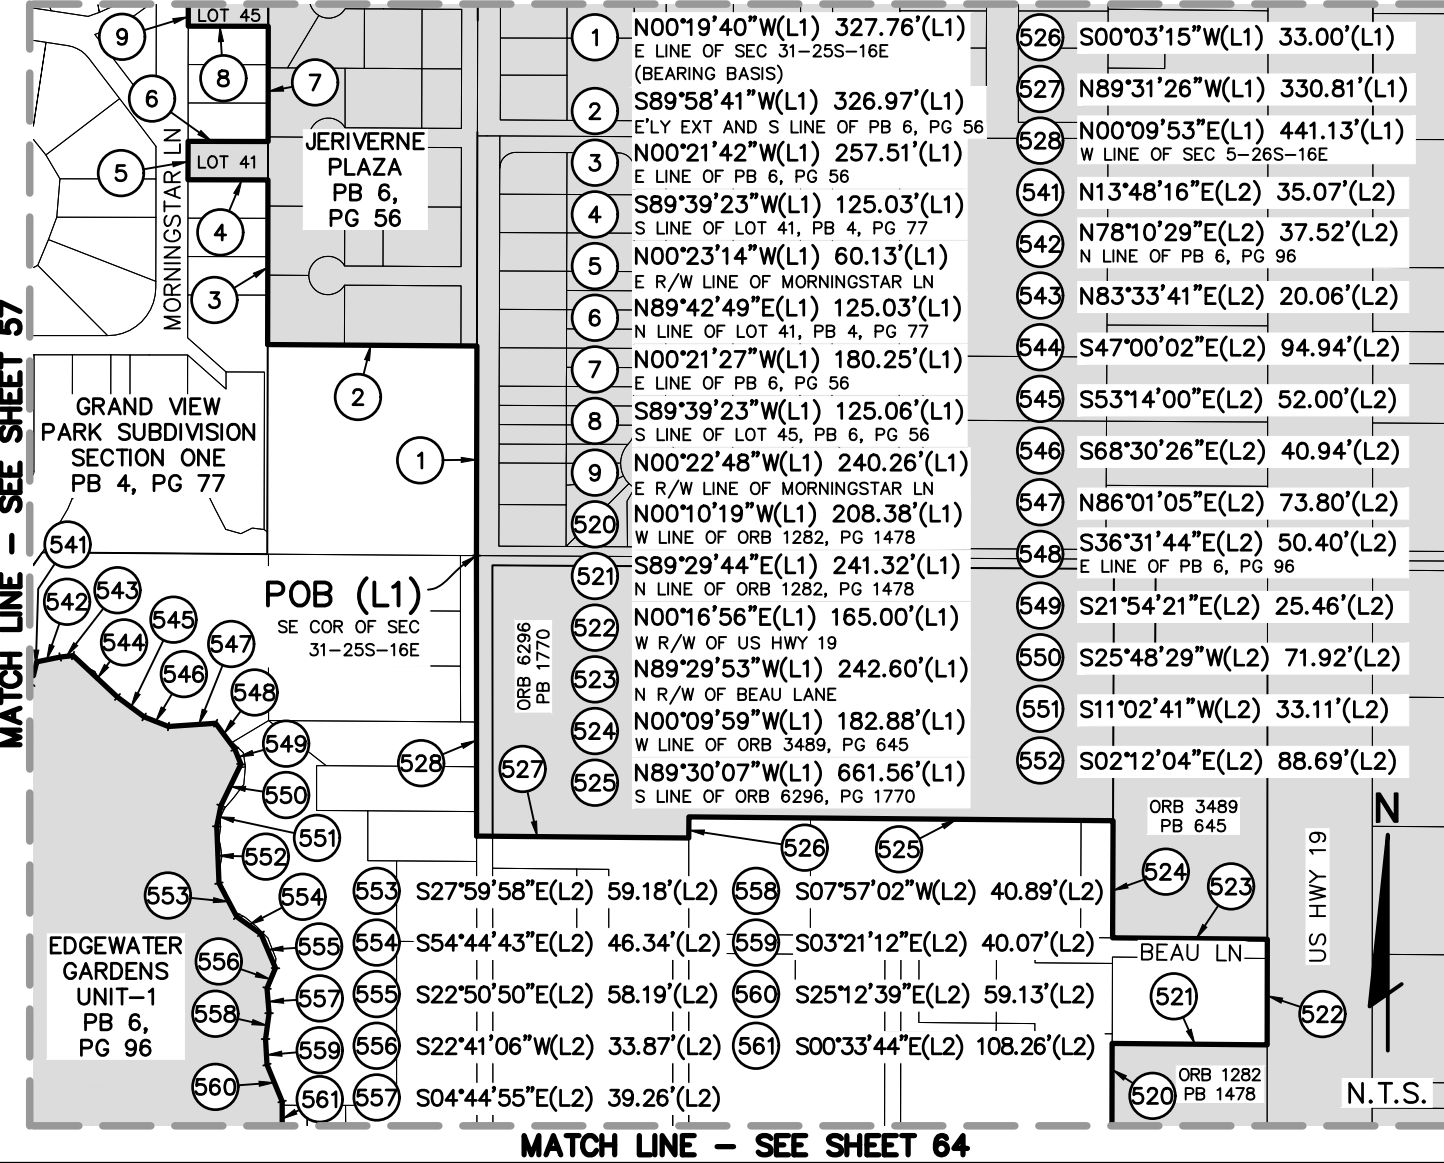 LOT 45
9
8
7
6
5
LOT 41
4
3
MORNINGSTAR LN
JERIVERNE
PLAZA
PB 6,
PG 56
2
1
GRAND VIEW
PARK SUBDIVISION
SECTION ONE
PB 4, PG 77
MATCH LINE – SEE SHEET 57
POB (L1)
SE COR OF SEC
31–25S–16E
541
542
543
544
545
546
547
548
549
550
551
552
553
554
555
556
557
558
559
560
561
528
527
526
525
524
523
522
521
520
ORB 6296
PB 1770
EDGEWATER
GARDENS
UNIT–1
PB 6,
PG 96
ORB 3489
PB 645
BEAU LN
US HWY 19
ORB 1282
PB 1478
N
N.T.S.
1 N00°19'40"W(L1) 327.76'(L1)
E LINE OF SEC 31–25S–16E
(BEARING BASIS)
2 S89°58'41"W(L1) 326.97'(L1)
E'LY EXT AND S LINE OF PB 6, PG 56
3 N00°21'42"W(L1) 257.51'(L1)
E LINE OF PB 6, PG 56
4 S89°39'23"W(L1) 125.03'(L1)
S LINE OF LOT 41, PB 4, PG 77
5 N00°23'14"W(L1) 60.13'(L1)
E R/W LINE OF MORNINGSTAR LN
6 N89°42'49"E(L1) 125.03'(L1)
N LINE OF LOT 41, PB 4, PG 77
7 N00°21'27"W(L1) 180.25'(L1)
E LINE OF PB 6, PG 56
8 S89°39'23"W(L1) 125.06'(L1)
S LINE OF LOT 45, PB 6, PG 56
9 N00°22'48"W(L1) 240.26'(L1)
E R/W LINE OF MORNINGSTAR LN
520 N00°10'19"W(L1) 208.38'(L1)
W LINE OF ORB 1282, PG 1478
521 S89°29'44"E(L1) 241.32'(L1)
N LINE OF ORB 1282, PG 1478
522 N00°16'56"E(L1) 165.00'(L1)
W R/W OF US HWY 19
523 N89°29'53"W(L1) 242.60'(L1)
N R/W OF BEAU LANE
524 N00°09'59"W(L1) 182.88'(L1)
W LINE OF ORB 3489, PG 645
525 N89°30'07"W(L1) 661.56'(L1)
S LINE OF ORB 6296, PG 1770
526 S00°03'15"W(L1) 33.00'(L1)
527 N89°31'26"W(L1) 330.81'(L1)
528 N00°09'53"E(L1) 441.13'(L1)
W LINE OF SEC 5–26S–16E
541 N13°48'16"E(L2) 35.07'(L2)
542 N78°10'29"E(L2) 37.52'(L2)
N LINE OF PB 6, PG 96
543 N83°33'41"E(L2) 20.06'(L2)
544 S47°00'02"E(L2) 94.94'(L2)
545 S53°14'00"E(L2) 52.00'(L2)
546 S68°30'26"E(L2) 40.94'(L2)
547 N86°01'05"E(L2) 73.80'(L2)
548 S36°31'44"E(L2) 50.40'(L2)
E LINE OF PB 6, PG 96
549 S21°54'21"E(L2) 25.46'(L2)
550 S25°48'29"W(L2) 71.92'(L2)
551 S11°02'41"W(L2) 33.11'(L2)
552 S02°12'04"E(L2) 88.69'(L2)
553 S27°59'58"E(L2) 59.18'(L2)
554 S54°44'43"E(L2) 46.34'(L2)
555 S22°50'50"E(L2) 58.19'(L2)
556 S22°41'06"W(L2) 33.87'(L2)
557 S04°44'55"E(L2) 39.26'(L2)
558 S07°57'02"W(L2) 40.89'(L2)
559 S03°21'12"E(L2) 40.07'(L2)
560 S25°12'39"E(L2) 59.13'(L2)
561 S00°33'44"E(L2) 108.26'(L2)
MATCH LINE – SEE SHEET 64